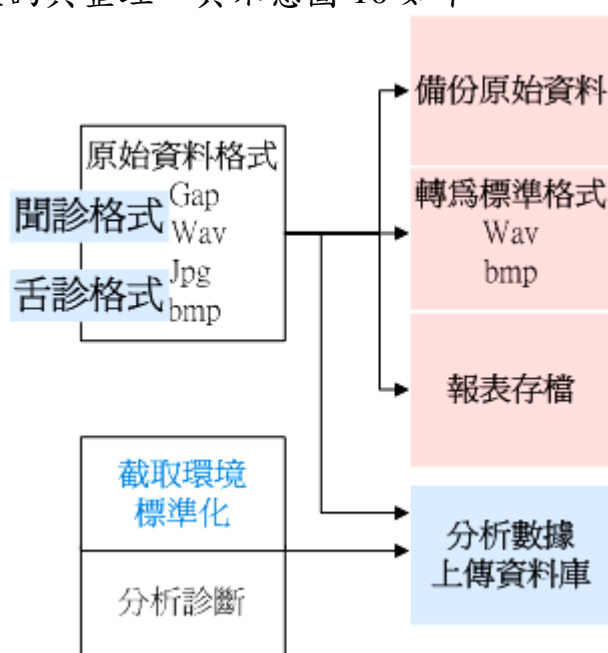 備份原始資料
原始資料格式
聞診格式
Gap
Wav
舌診格式
Jpg
bmp
轉為標準格式
Wav
bmp
報表存檔
截取環境
標準化
分析診斷
分析數據
上傳資料庫